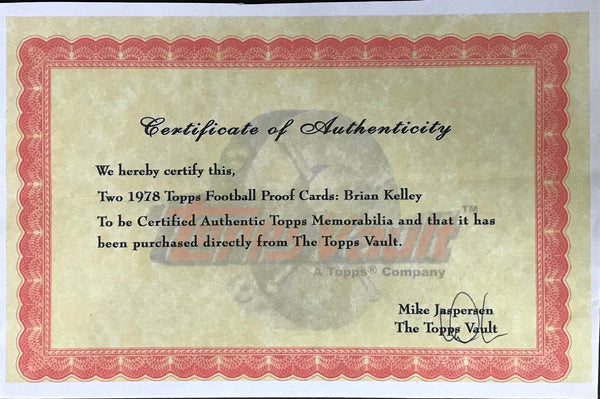 Certificate of Authenticity
We hereby certify this,
Two 1978 Topps Football Proof Cards: Brian Kelley
To be Certified Authentic Topps Memorabilia and that it has
been purchased directly from The Topps Vault.
Topps Vault™
A Topps® Company
Mike Jaspersen
The Topps Vault